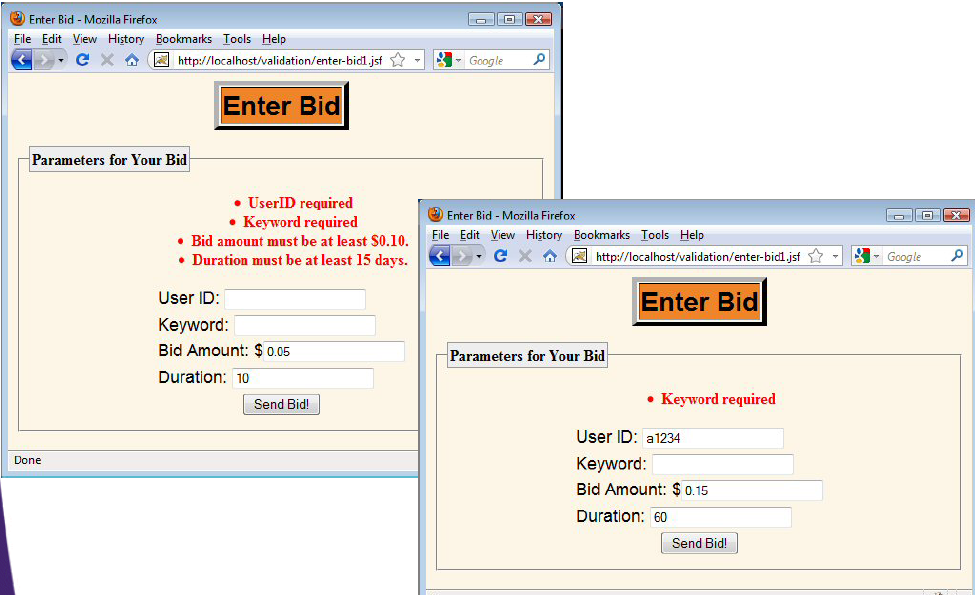 Enter Bid - Mozilla Firefox
File Edit View History Bookmarks Tools Help
http://localhost/validation/enter-bid1.jsf
Google
Enter Bid
Parameters for Your Bid
• UserID required
• Keyword required
• Bid amount must be at least $0.10.
• Duration must be at least 15 days.
User ID:
Keyword:
Bid Amount: $ 0.05
Duration: 10
Send Bid!
Done
Enter Bid - Mozilla Firefox
File Edit View History Bookmarks Tools Help
http://localhost/validation/enter-bid1.jsf
Google
Enter Bid
Parameters for Your Bid
• Keyword required
User ID: a1234
Keyword:
Bid Amount: $ 0.15
Duration: 60
Send Bid!